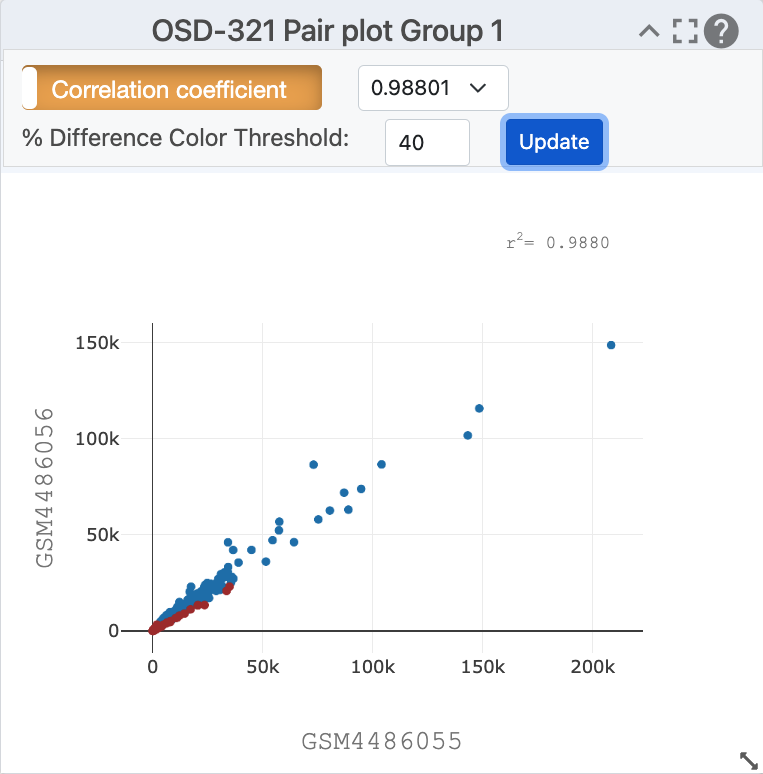 OSD-321 Pair plot Group 1
?
Correlation coefficient
0.98801
% Difference Color Threshold:
40
Update
r²= 0.9880
150k
100k
50k
0
GSM4486056
0
50k
100k
150k
200k
GSM4486055